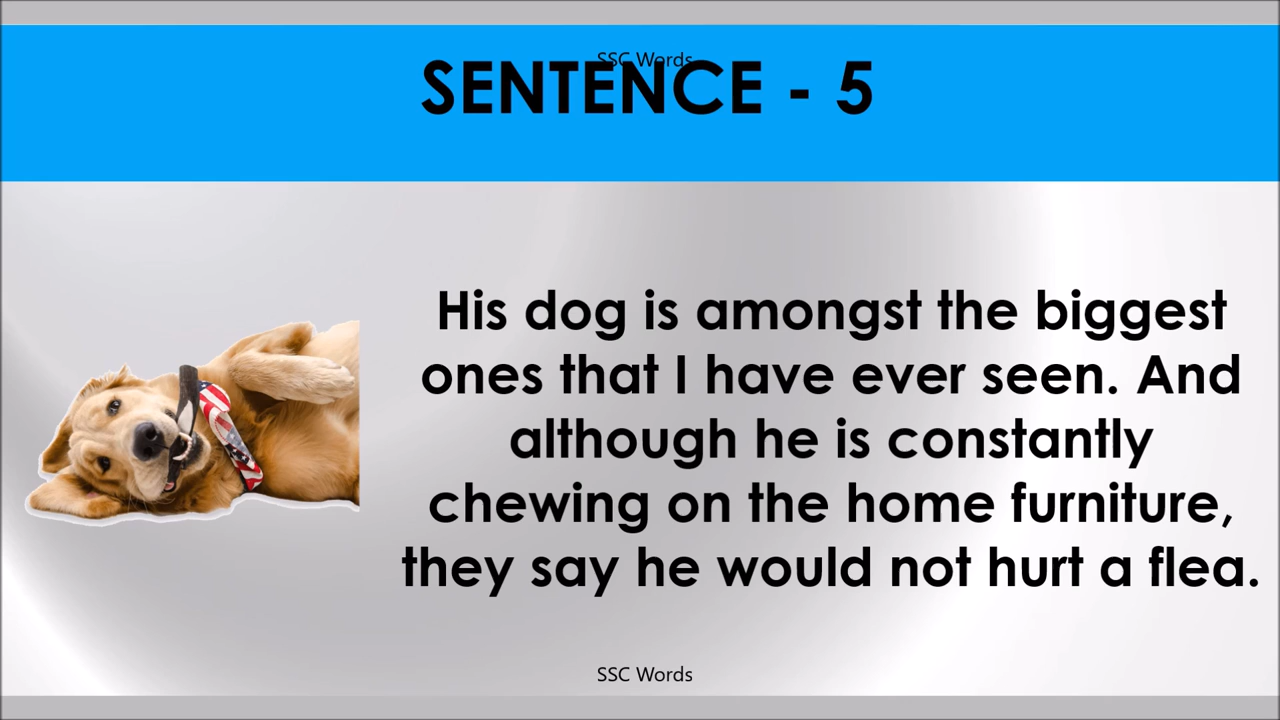 SSC Words
SENTENCE - 5
His dog is amongst the biggest
ones that I have ever seen. And
although he is constantly
chewing on the home furniture,
they say he would not hurt a flea.
SSC Words